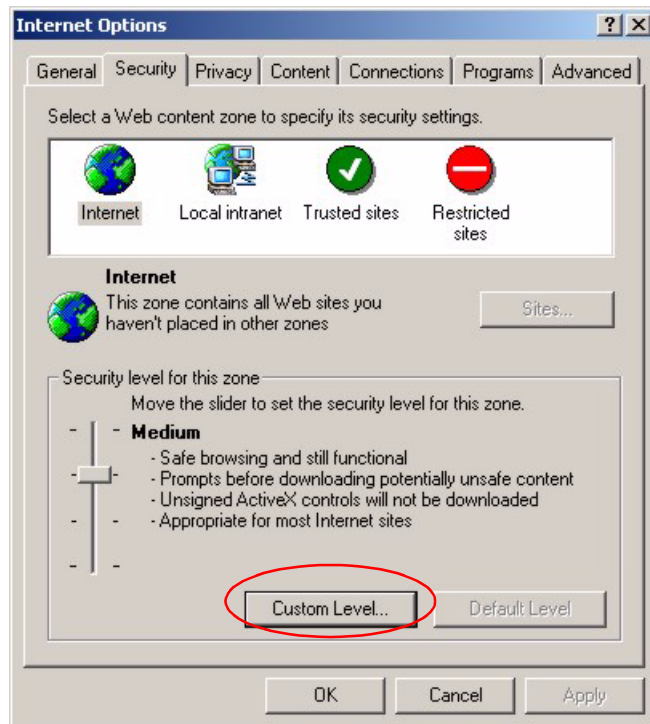 Internet Options
General Security Privacy Content Connections Programs Advanced
Select a Web content zone to specify its security settings.
Internet Local intranet Trusted sites Restricted
sites
Internet
This zone contains all Web sites you
haven't placed in other zones
Sites...
Security level for this zone
Move the slider to set the security level for this zone.
Medium
- Safe browsing and still functional
- Prompts before downloading potentially unsafe content
- Unsigned ActiveX controls will not be downloaded
- Appropriate for most Internet sites
Custom Level... Default Level
OK Cancel Apply